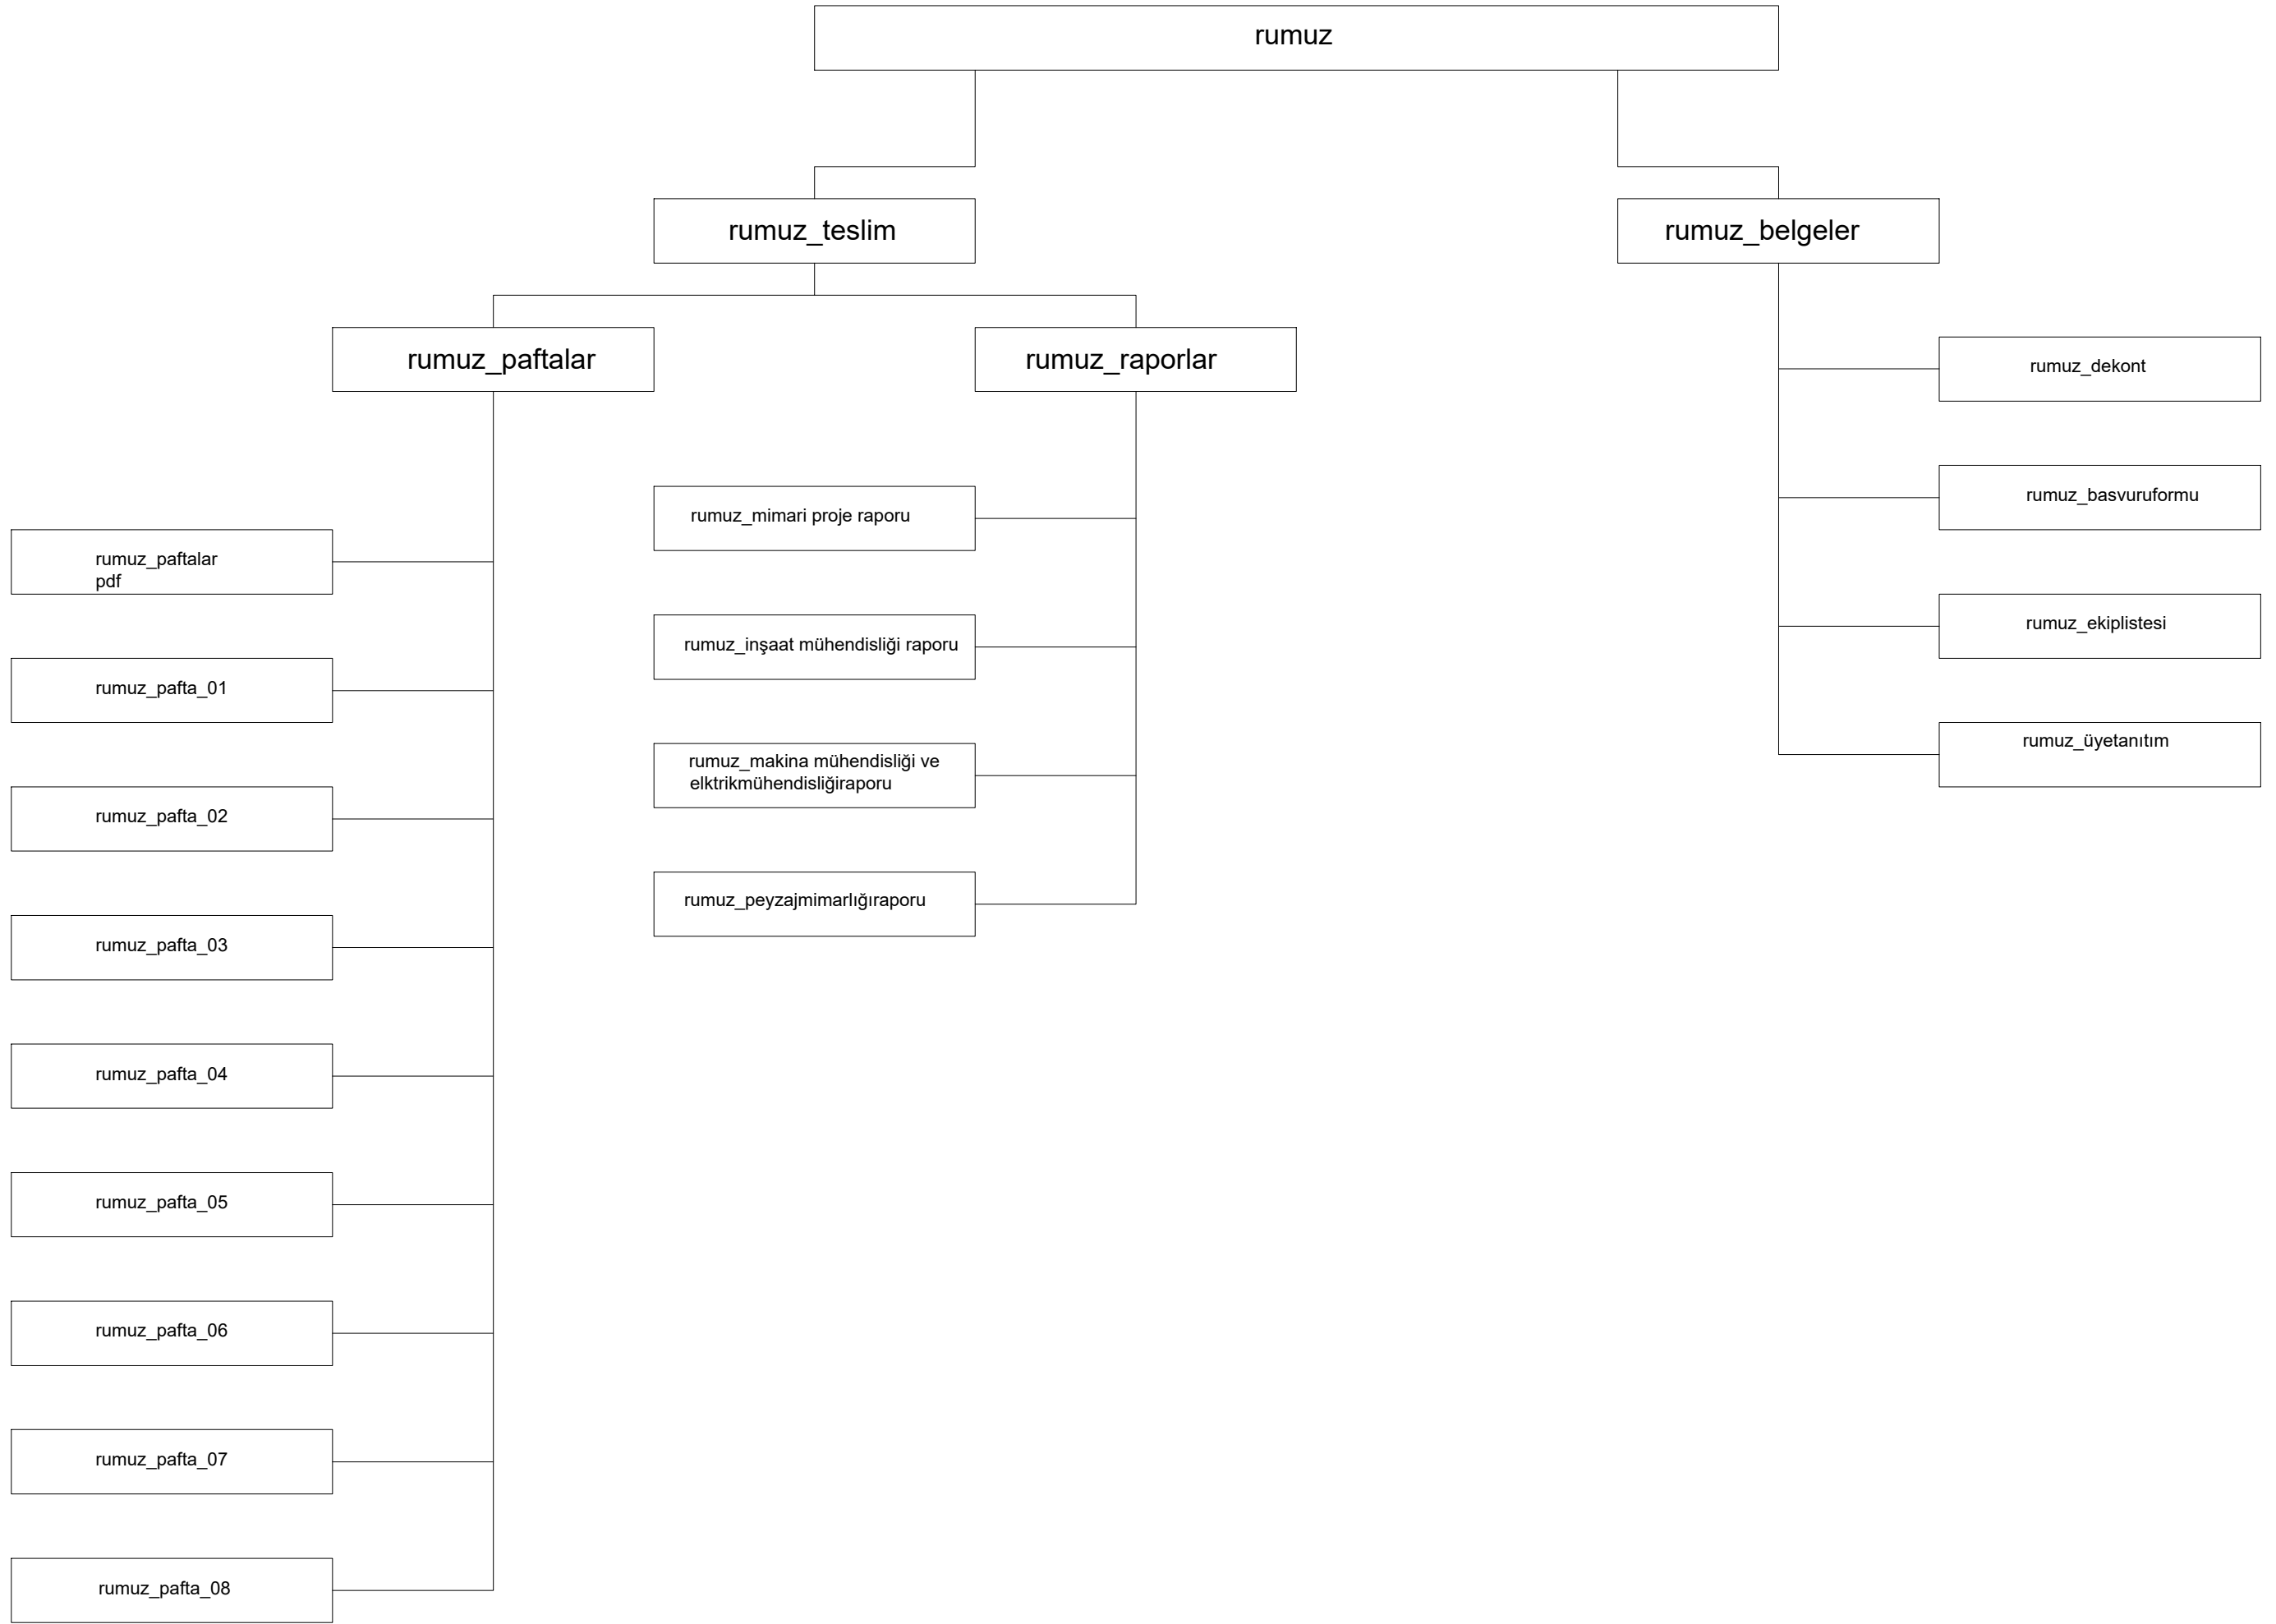 rumuz
rumuz_teslim
rumuz_belgeler
rumuz_paftalar
rumuz_raporlar
rumuz_paftalar
pdf
rumuz_pafta_01
rumuz_pafta_02
rumuz_pafta_03
rumuz_pafta_04
rumuz_pafta_05
rumuz_pafta_06
rumuz_pafta_07
rumuz_pafta_08
rumuz_mimari proje raporu
rumuz_inşaat mühendisliği raporu
rumuz_makina mühendisliği ve
elktrikmühendisliğiraporu
rumuz_peyzajmimarlığıraporu
rumuz_dekont
rumuz_basvuruformu
rumuz_ekiplistesi
rumuz_üyetanıtım